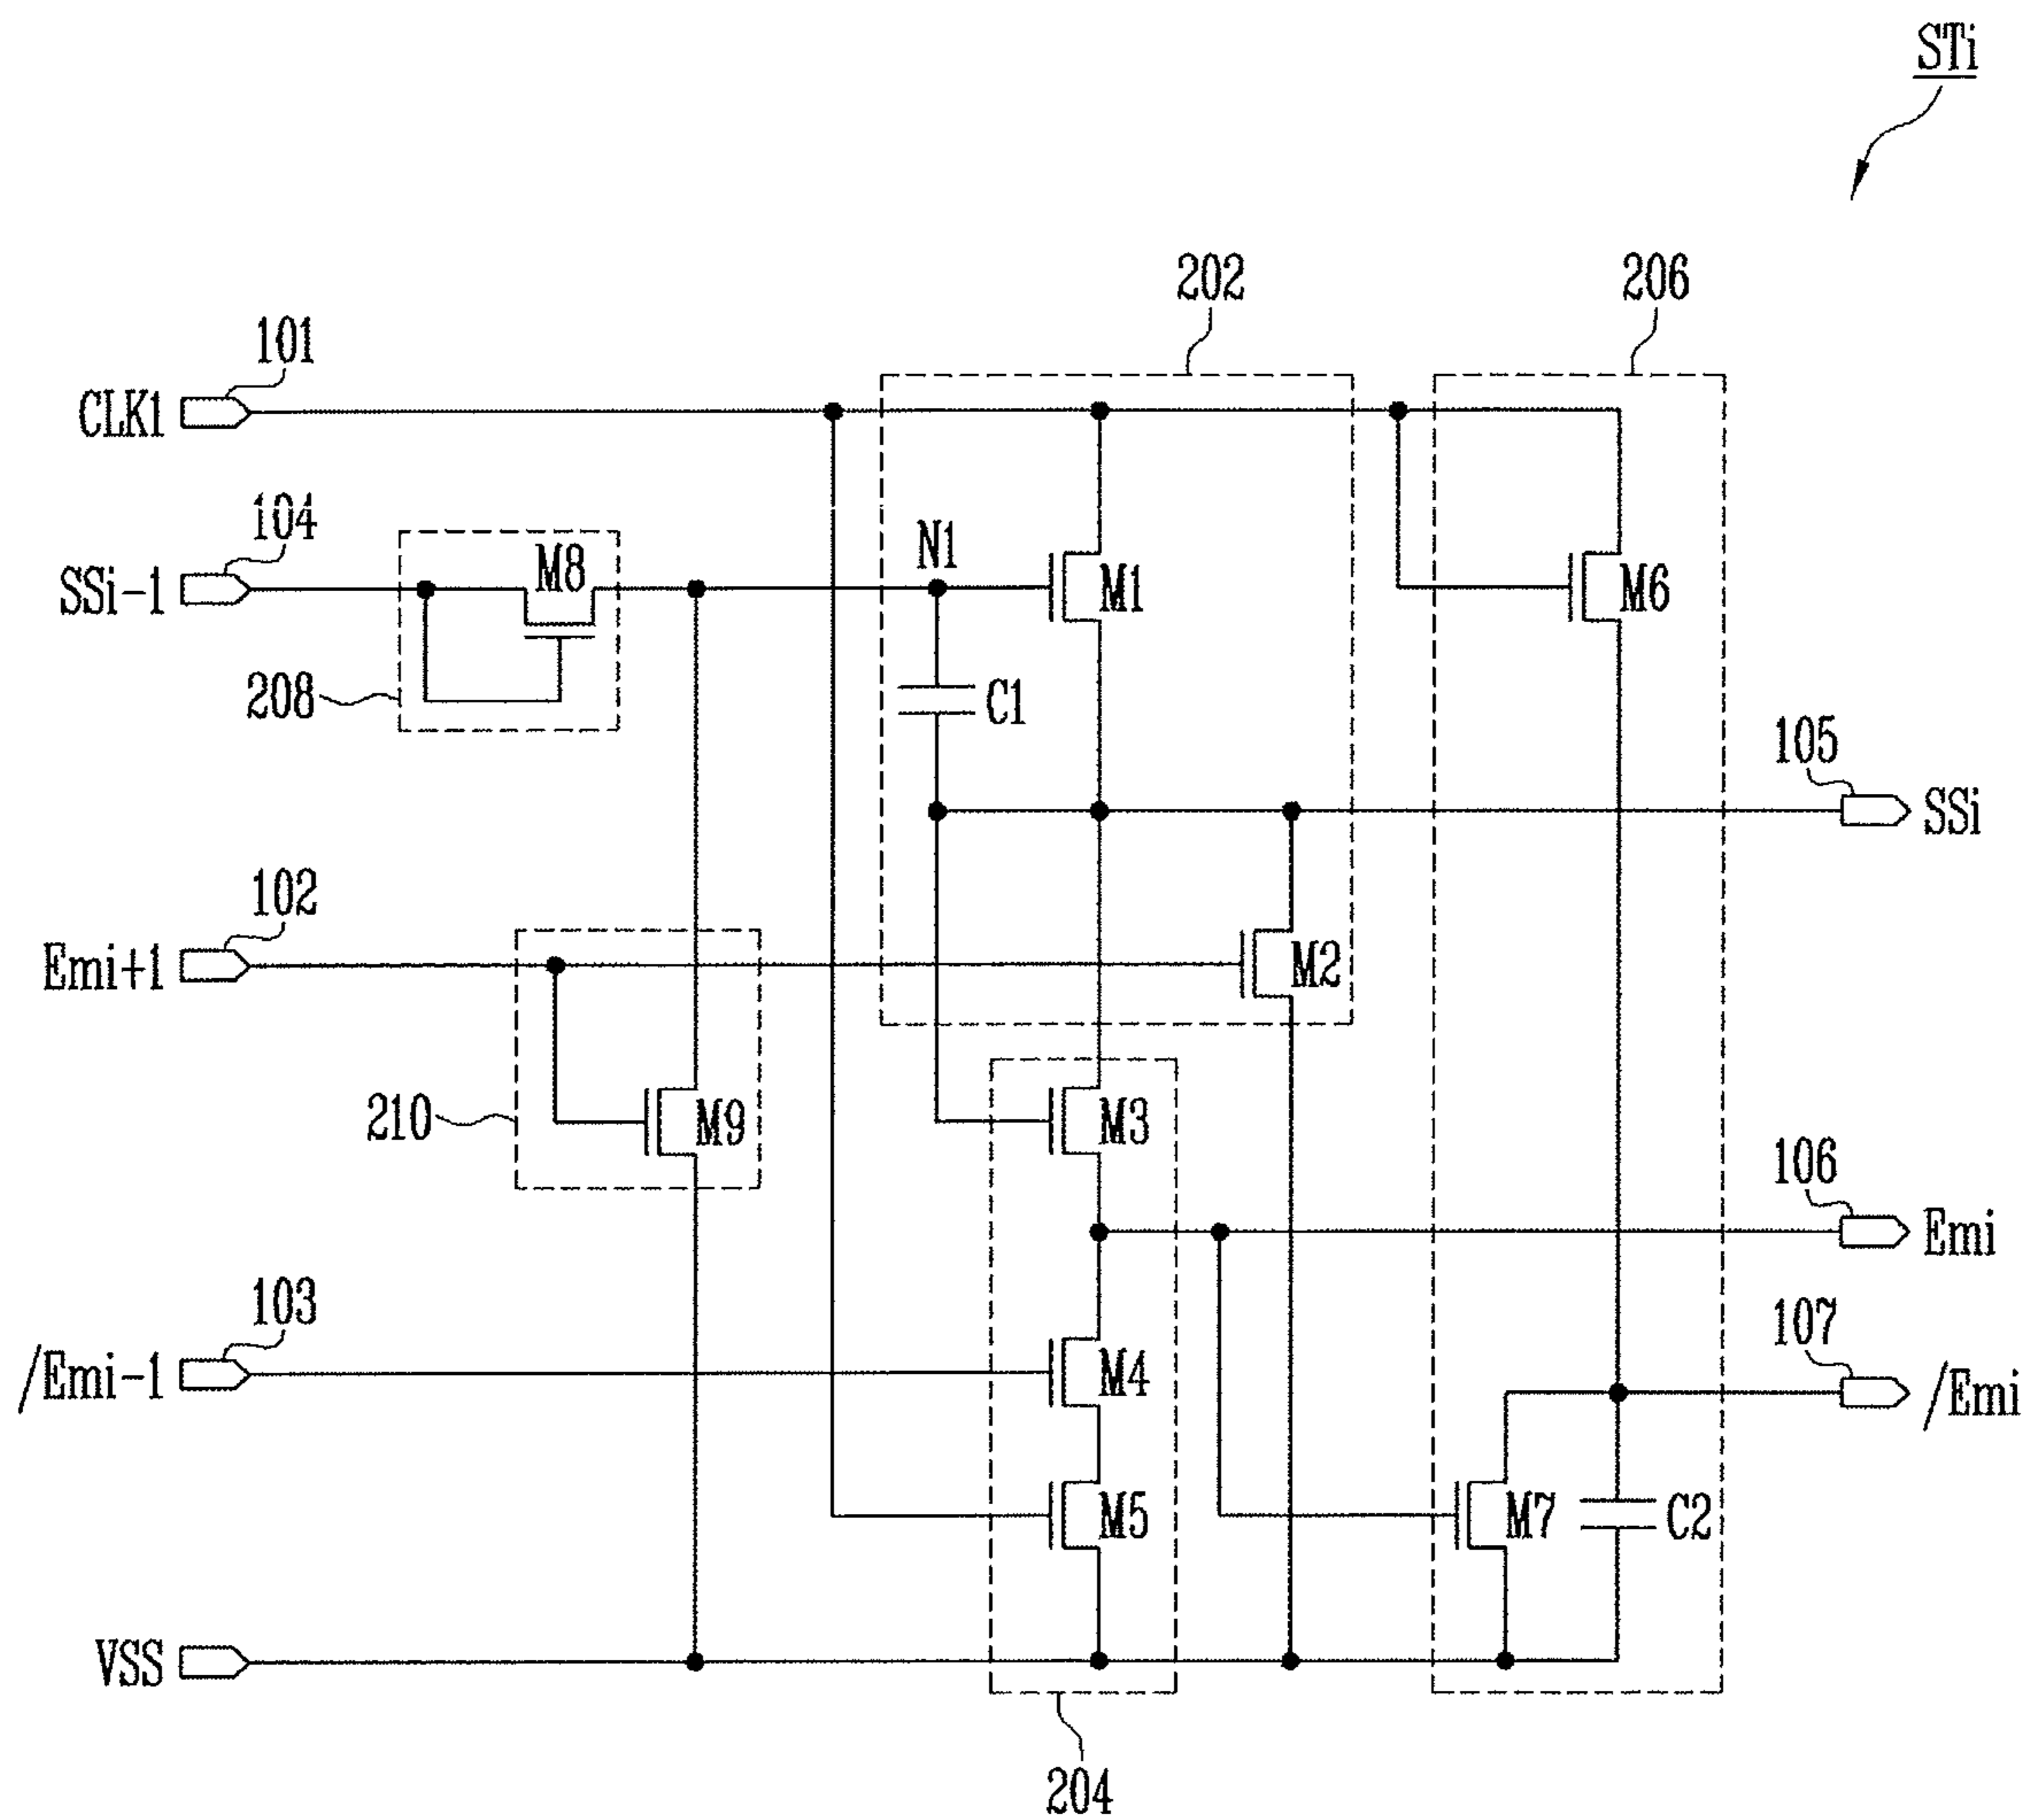 STi
202
206
101
CLK1
104
SSi-1
M8
N1
M1
M6
208
C1
105
SSi
102
Emi+1
M2
210
M9
M3
106
Emi
103
/Emi-1
M4
107
/Emi
M5
M7
C2
VSS
204